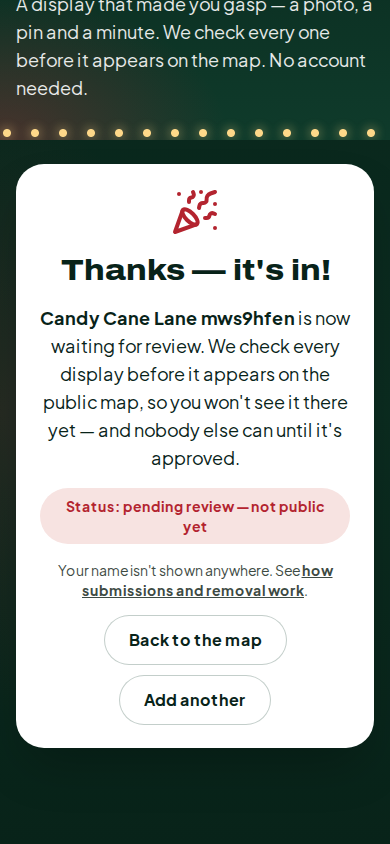 A display that made you gasp — a photo, a
pin and a minute. We check every one
before it appears on the map. No account
needed.
Thanks — it's in!
Candy Cane Lane mws9hfen is now
waiting for review. We check every
display before it appears on the
public map, so you won't see it there
yet — and nobody else can until it's
approved.
Status: pending review — not public
yet
Your name isn't shown anywhere. See how
submissions and removal work.
Back to the map
Add another